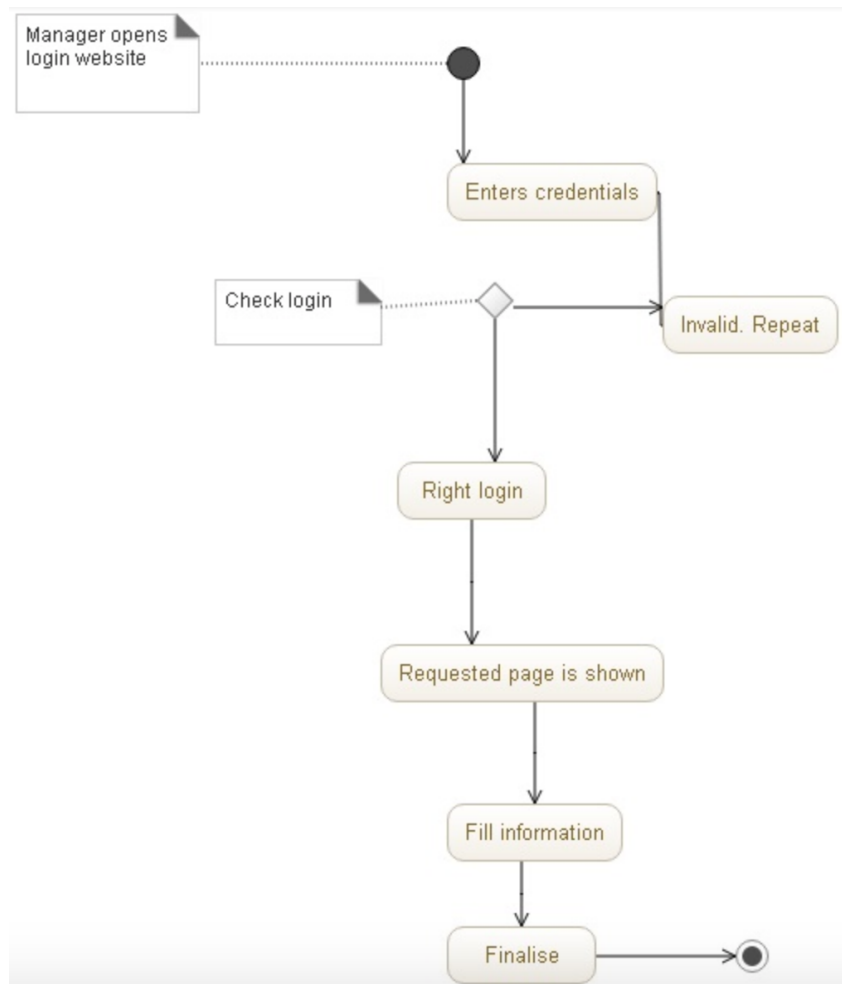 Manager opens
login website
Enters credentials
Check login
Invalid. Repeat
Right login
Requested page is shown
Fill information
Finalise